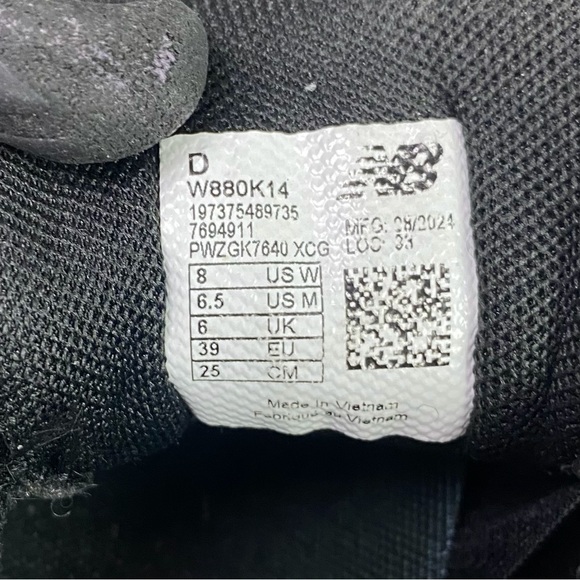 D
W880K14
197375489735
7694911
PWZGK7640 XCG
NB
MFG: 08/2024
LOC: 33
8 US W
6.5 US M
6 UK
39 EU
25 CM
Made in Vietnam
Fabriqué au Vietnam